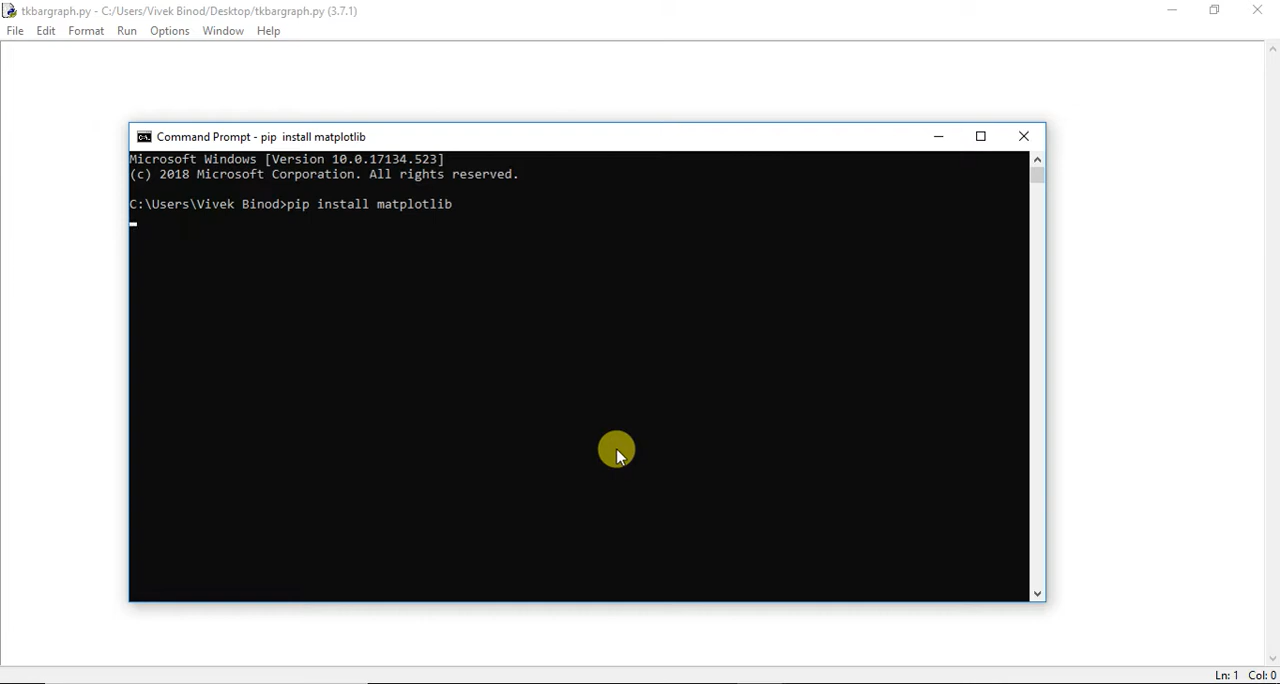 tkbargraph.py - C:/Users/Vivek Binod/Desktop/tkbargraph.py (3.7.1)
File Edit Format Run Options Window Help
Command Prompt - pip  install matplotlib
Microsoft Windows [Version 10.0.17134.523]
(c) 2018 Microsoft Corporation. All rights reserved.
C:\Users\Vivek Binod>pip install matplotlib
Ln: 1 Col: 0